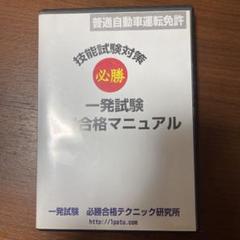 普通自動車運転免許
技能試験対策
必勝
一発試験
合格マニュアル
一発試験 必勝合格テクニック研究所
http://1patu.com